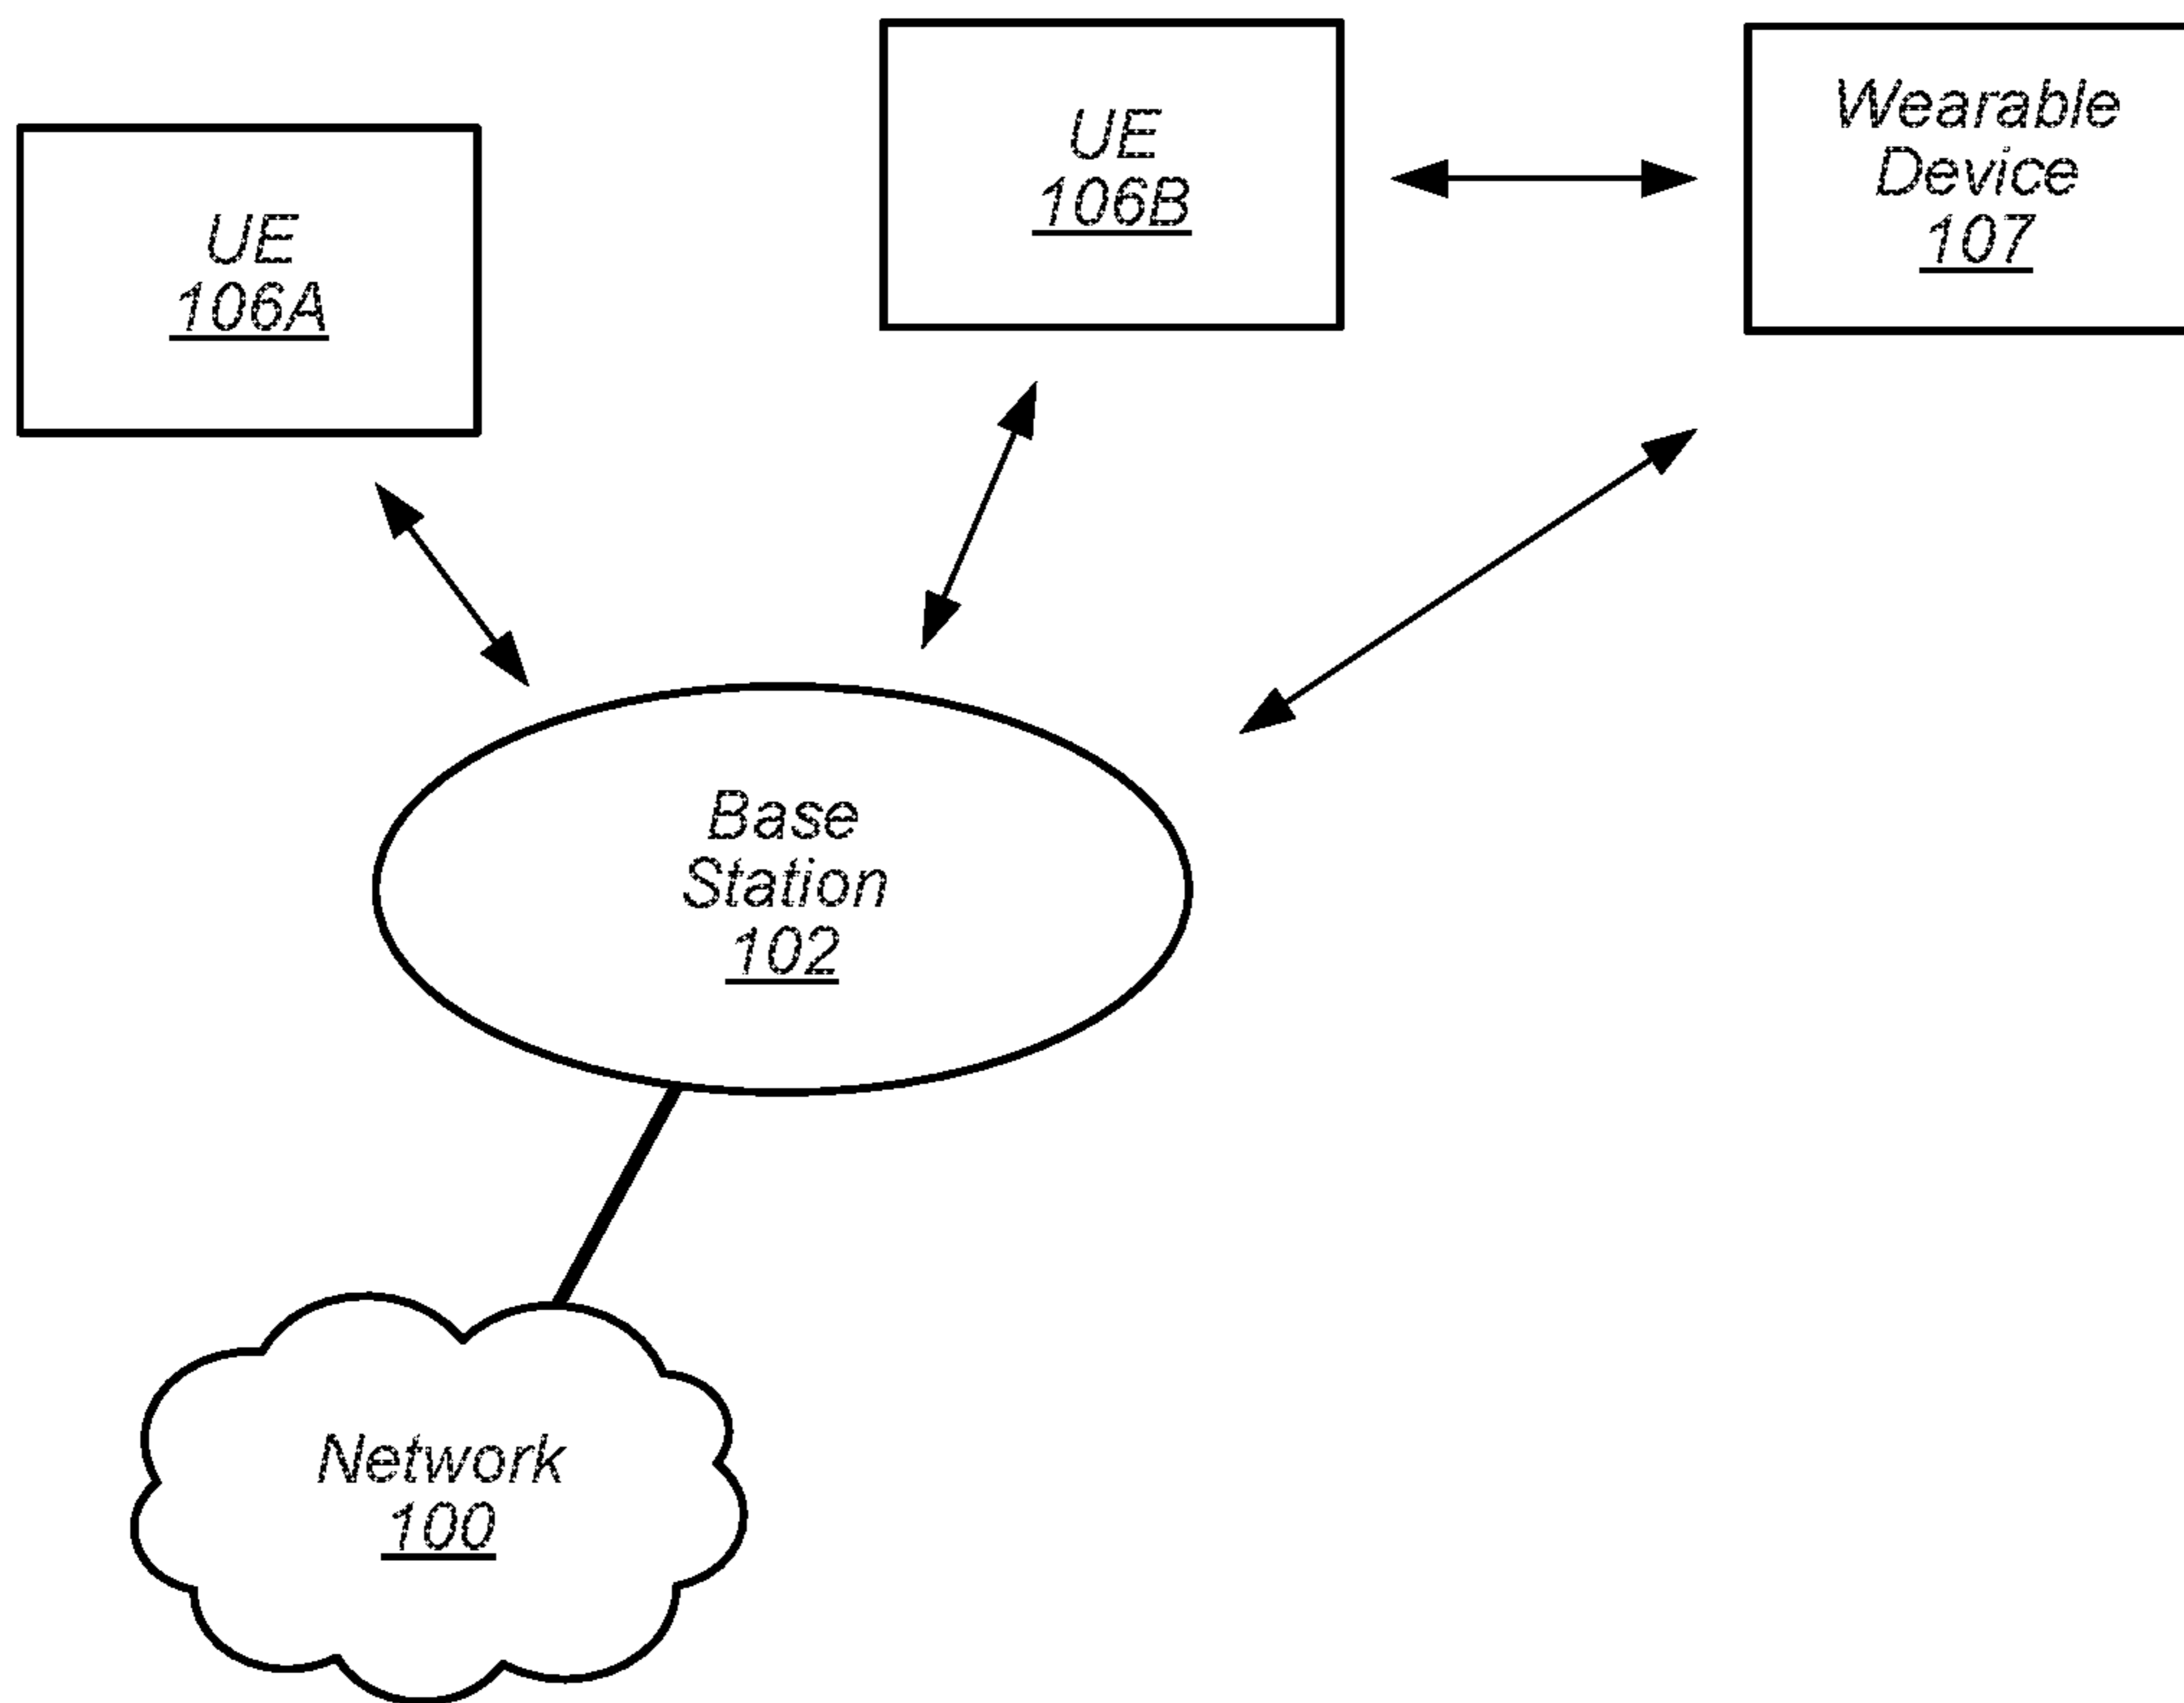 UE
106A
UE
106B
Wearable
Device
107
Base
Station
102
Network
100